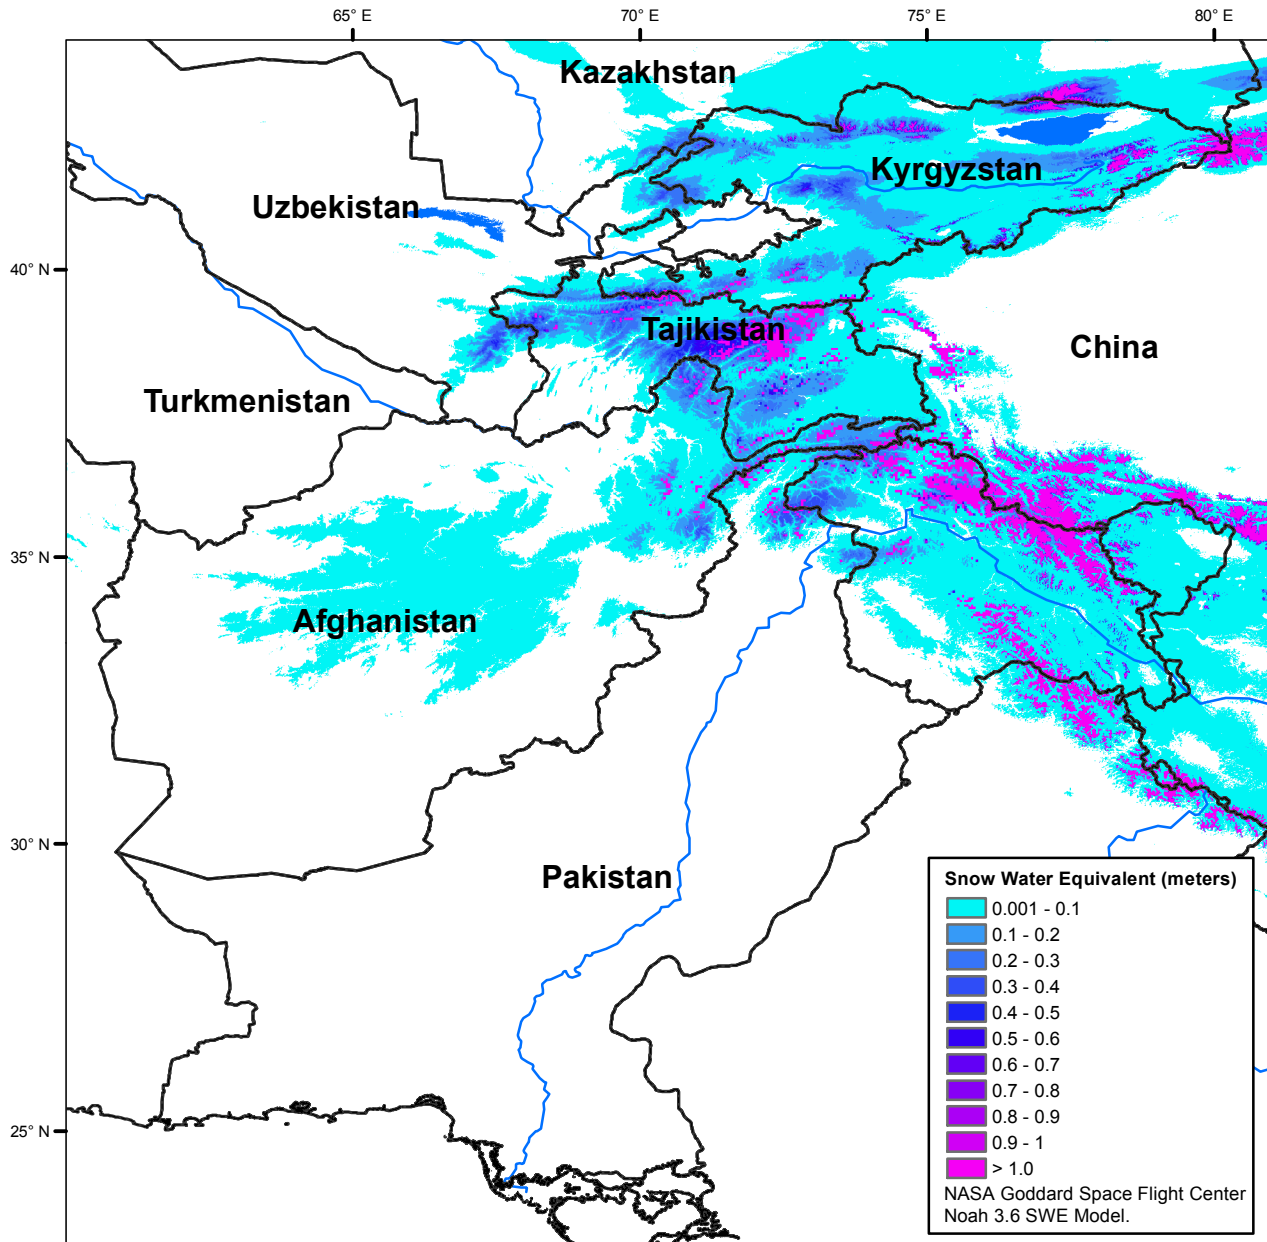 65° E 70° E 75° E 80° E
Kazakhstan
Kyrgyzstan
Uzbekistan
40° N
Tajikistan
China
Turkmenistan
35° N
Afghanistan
30° N
Pakistan
Snow Water Equivalent (meters)
0.001 - 0.1
0.1 - 0.2
0.2 - 0.3
0.3 - 0.4
0.4 - 0.5
0.5 - 0.6
0.6 - 0.7
0.7 - 0.8
0.8 - 0.9
0.9 - 1
> 1.0
25° N
NASA Goddard Space Flight Center
Noah 3.6 SWE Model.